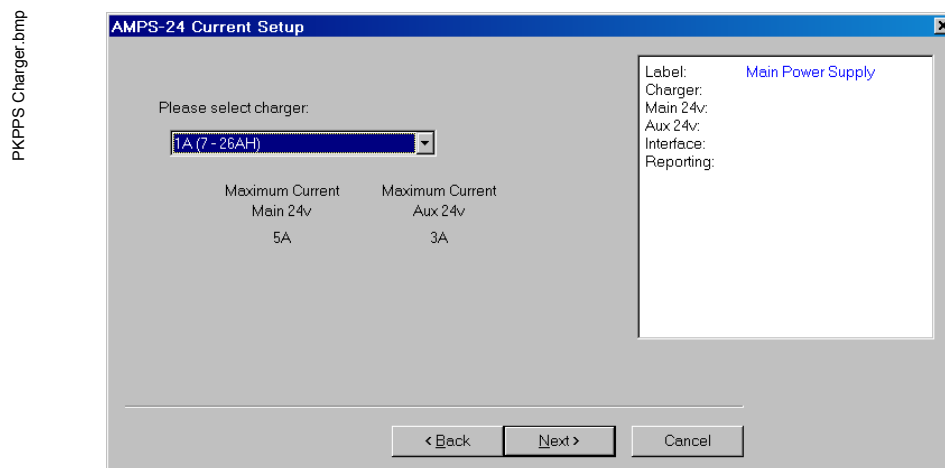 PKPPS Charger.bmp
AMPS-24 Current Setup
Please select charger:
1A (7 - 26AH)
Maximum Current Main 24v
5A
Maximum Current Aux 24v
3A
Label: Main Power Supply
Charger:
Main 24v:
Aux 24v:
Interface:
Reporting:
< Back
Next >
Cancel